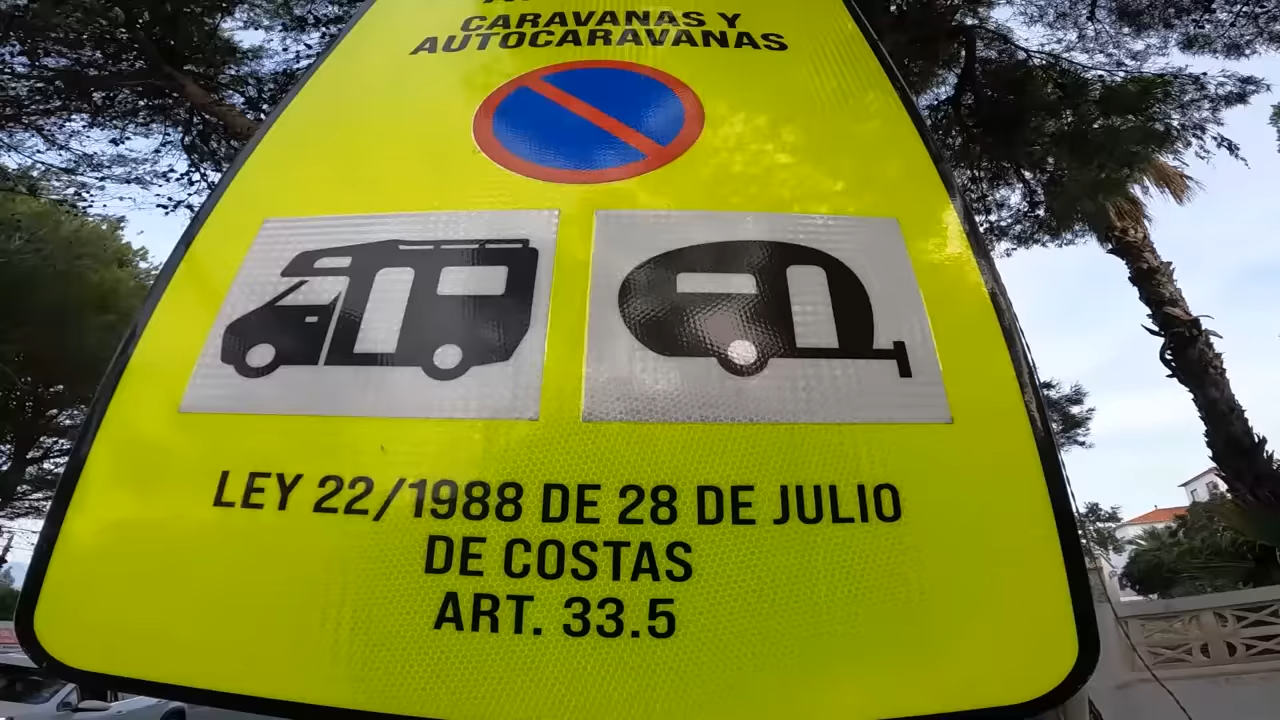 CARAVANAS Y
AUTOCARAVANAS
LEY 22/1988 DE 28 DE JULIO
DE COSTAS
ART. 33.5